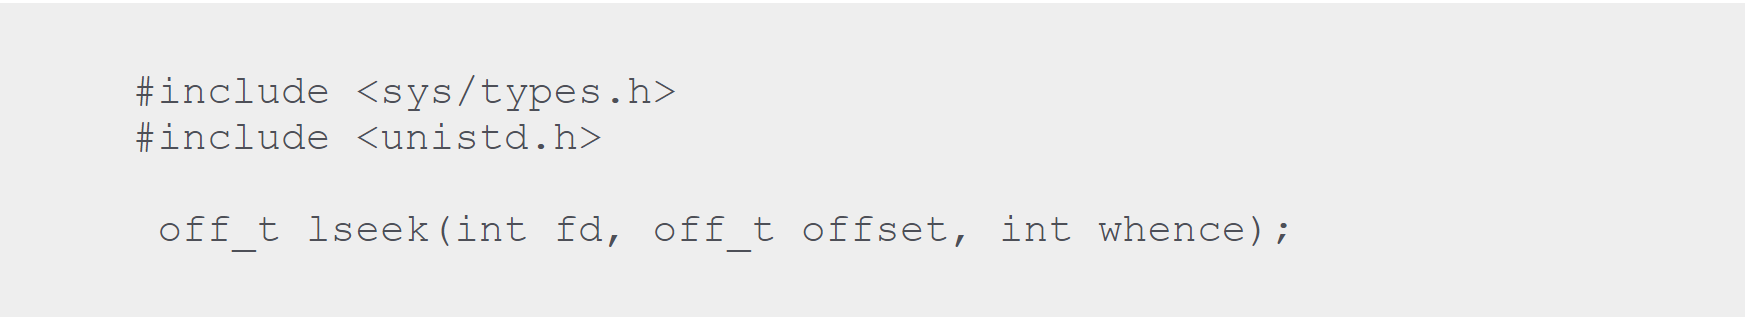 #include <sys/types.h>
#include <unistd.h>
off_t lseek(int fd, off_t offset, int whence);